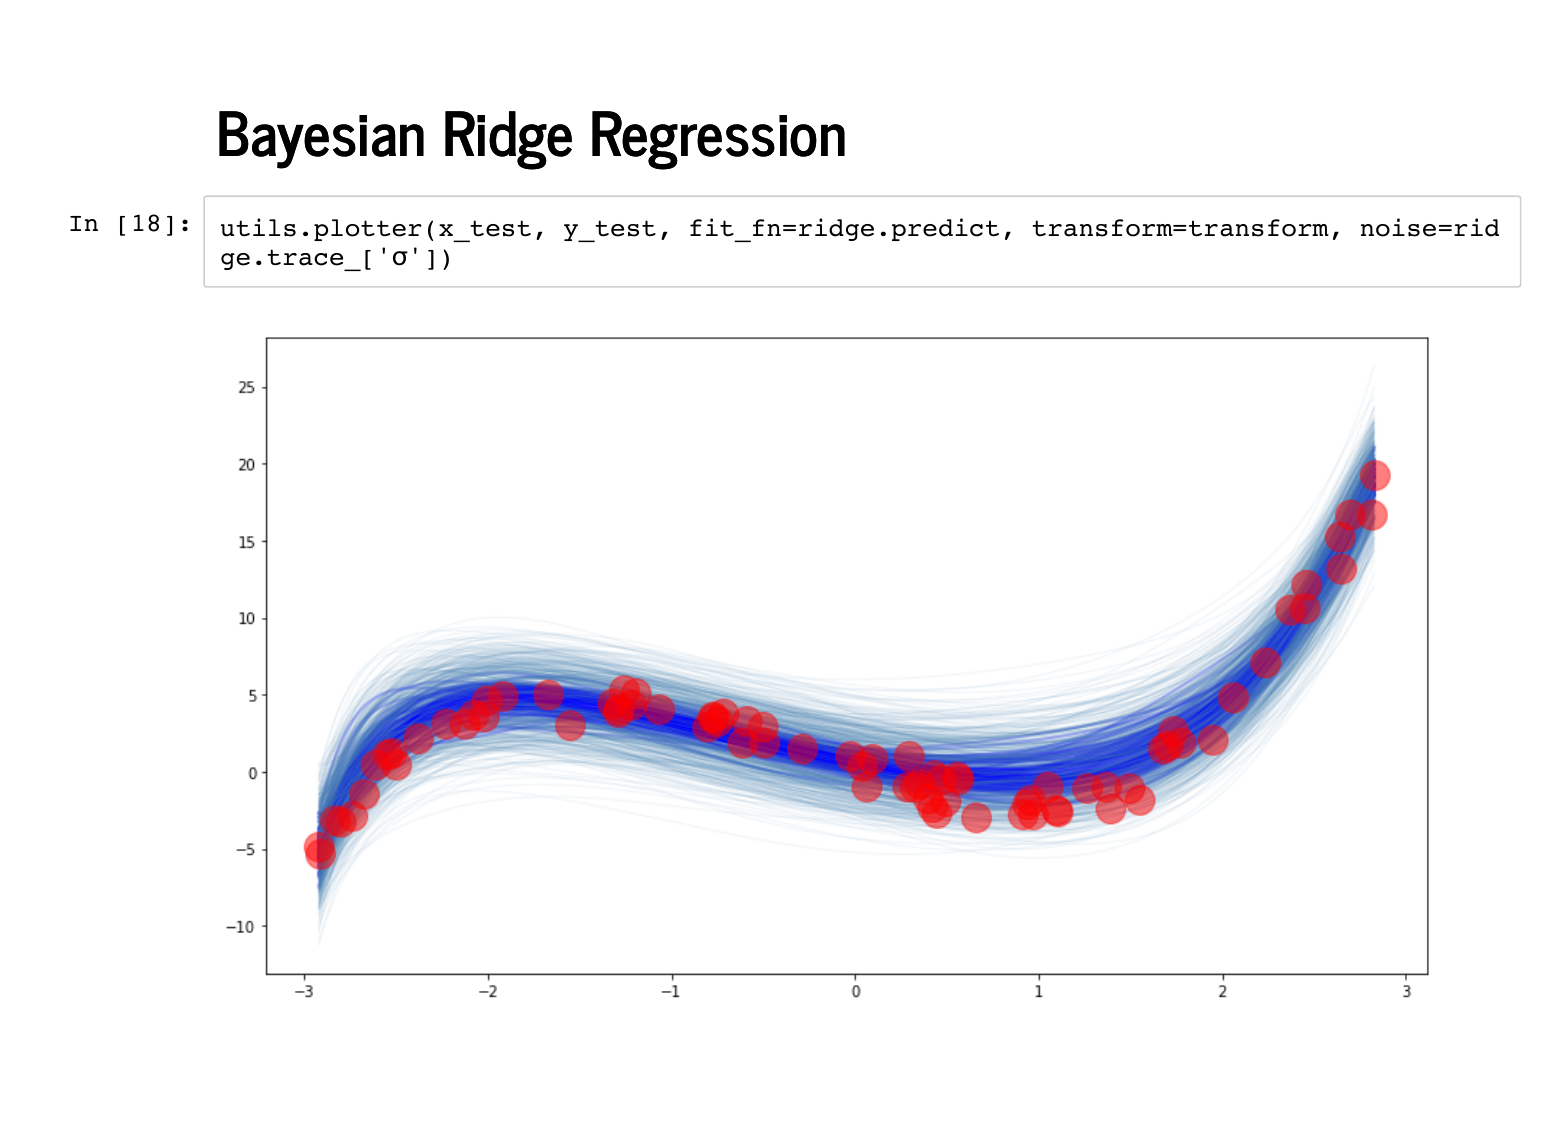 Bayesian Ridge Regression
In [18]:
utils.plotter(x_test, y_test, fit_fn=ridge.predict, transform=transform, noise=rid
ge.trace_['σ'])
25
20
15
10
5
0
−5
−10
−3 −2 −1 0 1 2 3